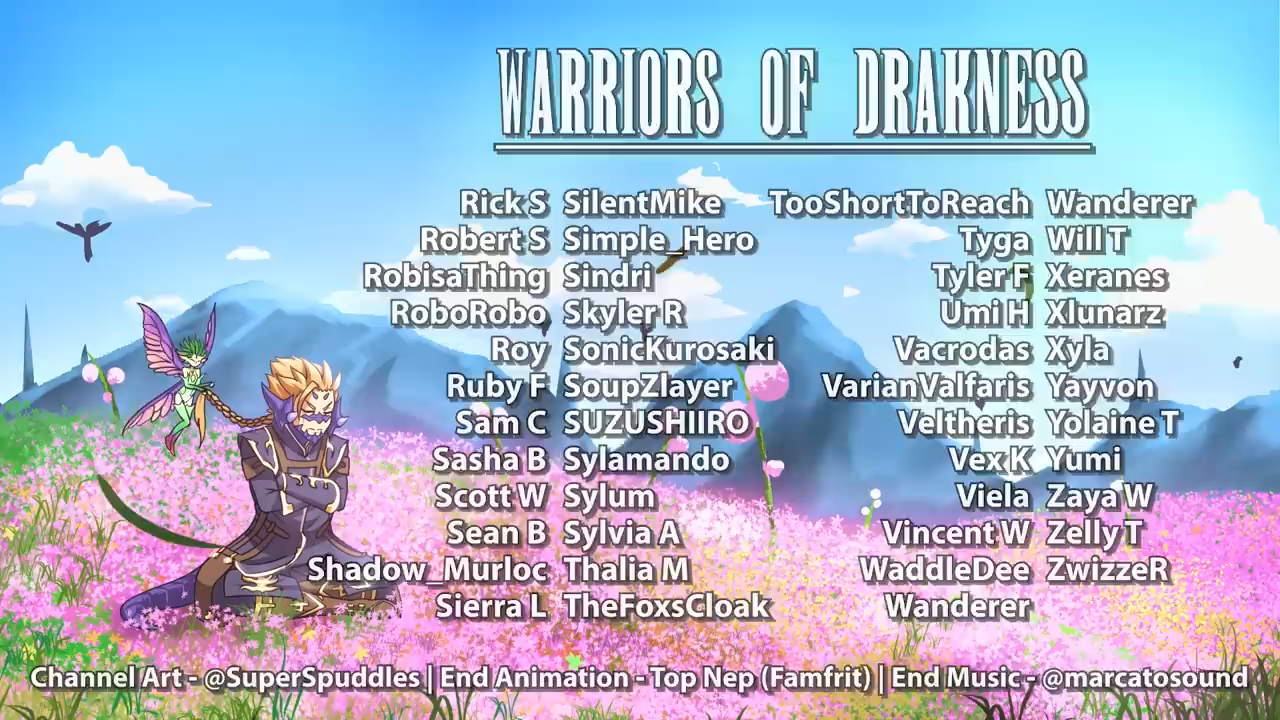 WARRIORS OF DRAKNESS
Rick S SilentMike TooShortToReach Wanderer
Robert S Simple_Hero Tyga Will T
RobisaThing Sindri Tyler F Xeranes
RoboRobo Skyler R Umi H Xlunarz
Roy SonicKurosaki Vacrodas Xyla
Ruby F SoupZlayer VarianValfaris Yayvon
Sam C SUZUSHIIRO Veltheris Yolaine T
Sasha B Sylamando Vex K Yumi
Scott W Sylum Viela Zaya W
Sean B Sylvia A Vincent W Zelly T
Shadow_Murloc Thalia M WaddleDee ZwizzeR
Sierra L TheFoxsCloak Wanderer
Channel Art - @SuperSpuddles | End Animation - Top Nep (Famfrit) | End Music - @marcatosound